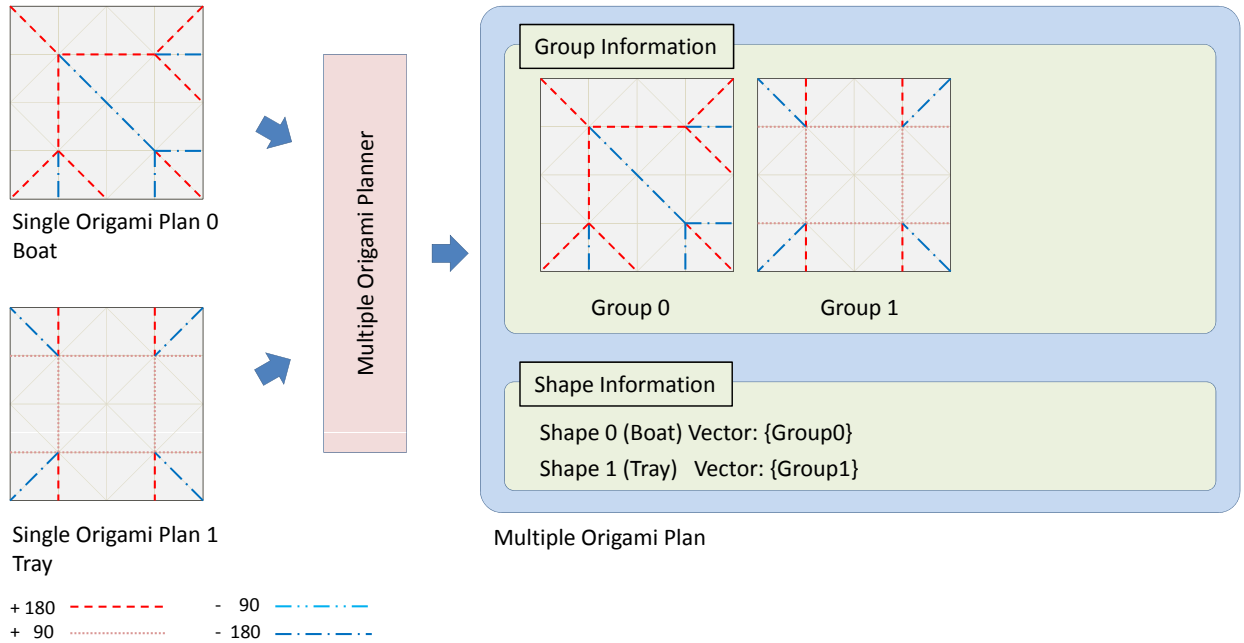 Single Origami Plan 0
Boat
Single Origami Plan 1
Tray
+ 180
+ 90
- 90
- 180
Multiple Origami Planner
Group Information
Group 0
Group 1
Shape Information
Shape 0 (Boat) Vector: {Group0}
Shape 1 (Tray) Vector: {Group1}
Multiple Origami Plan